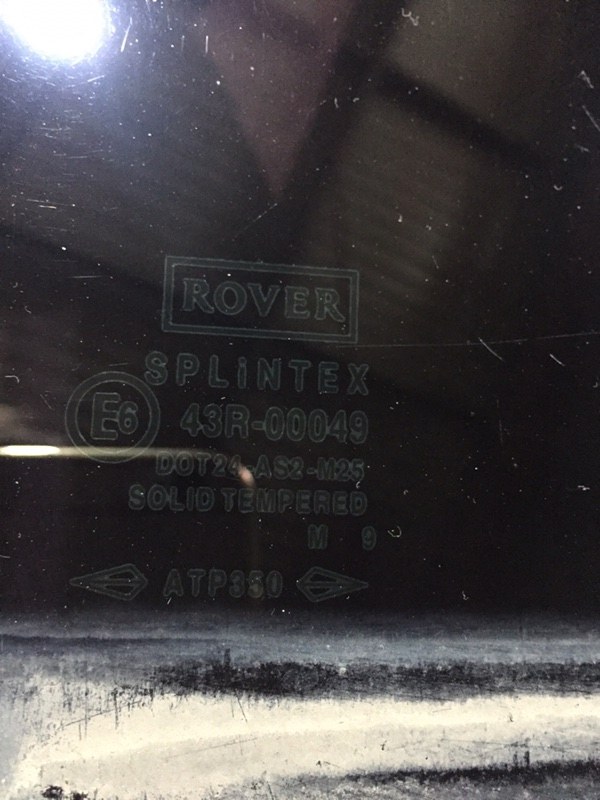 ROVER
SPLiNTEX
E6 43R-00049
DOT24-AS2-M25
SOLID TEMPERED
M 9
ATP350